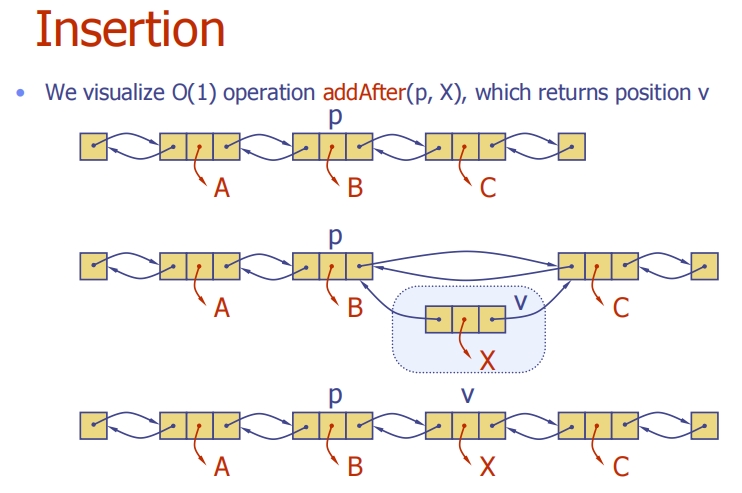 Insertion
• We visualize O(1) operation addAfter(p, X), which returns position v
p
A B C
p
v
A B C
X
p v
A B X C